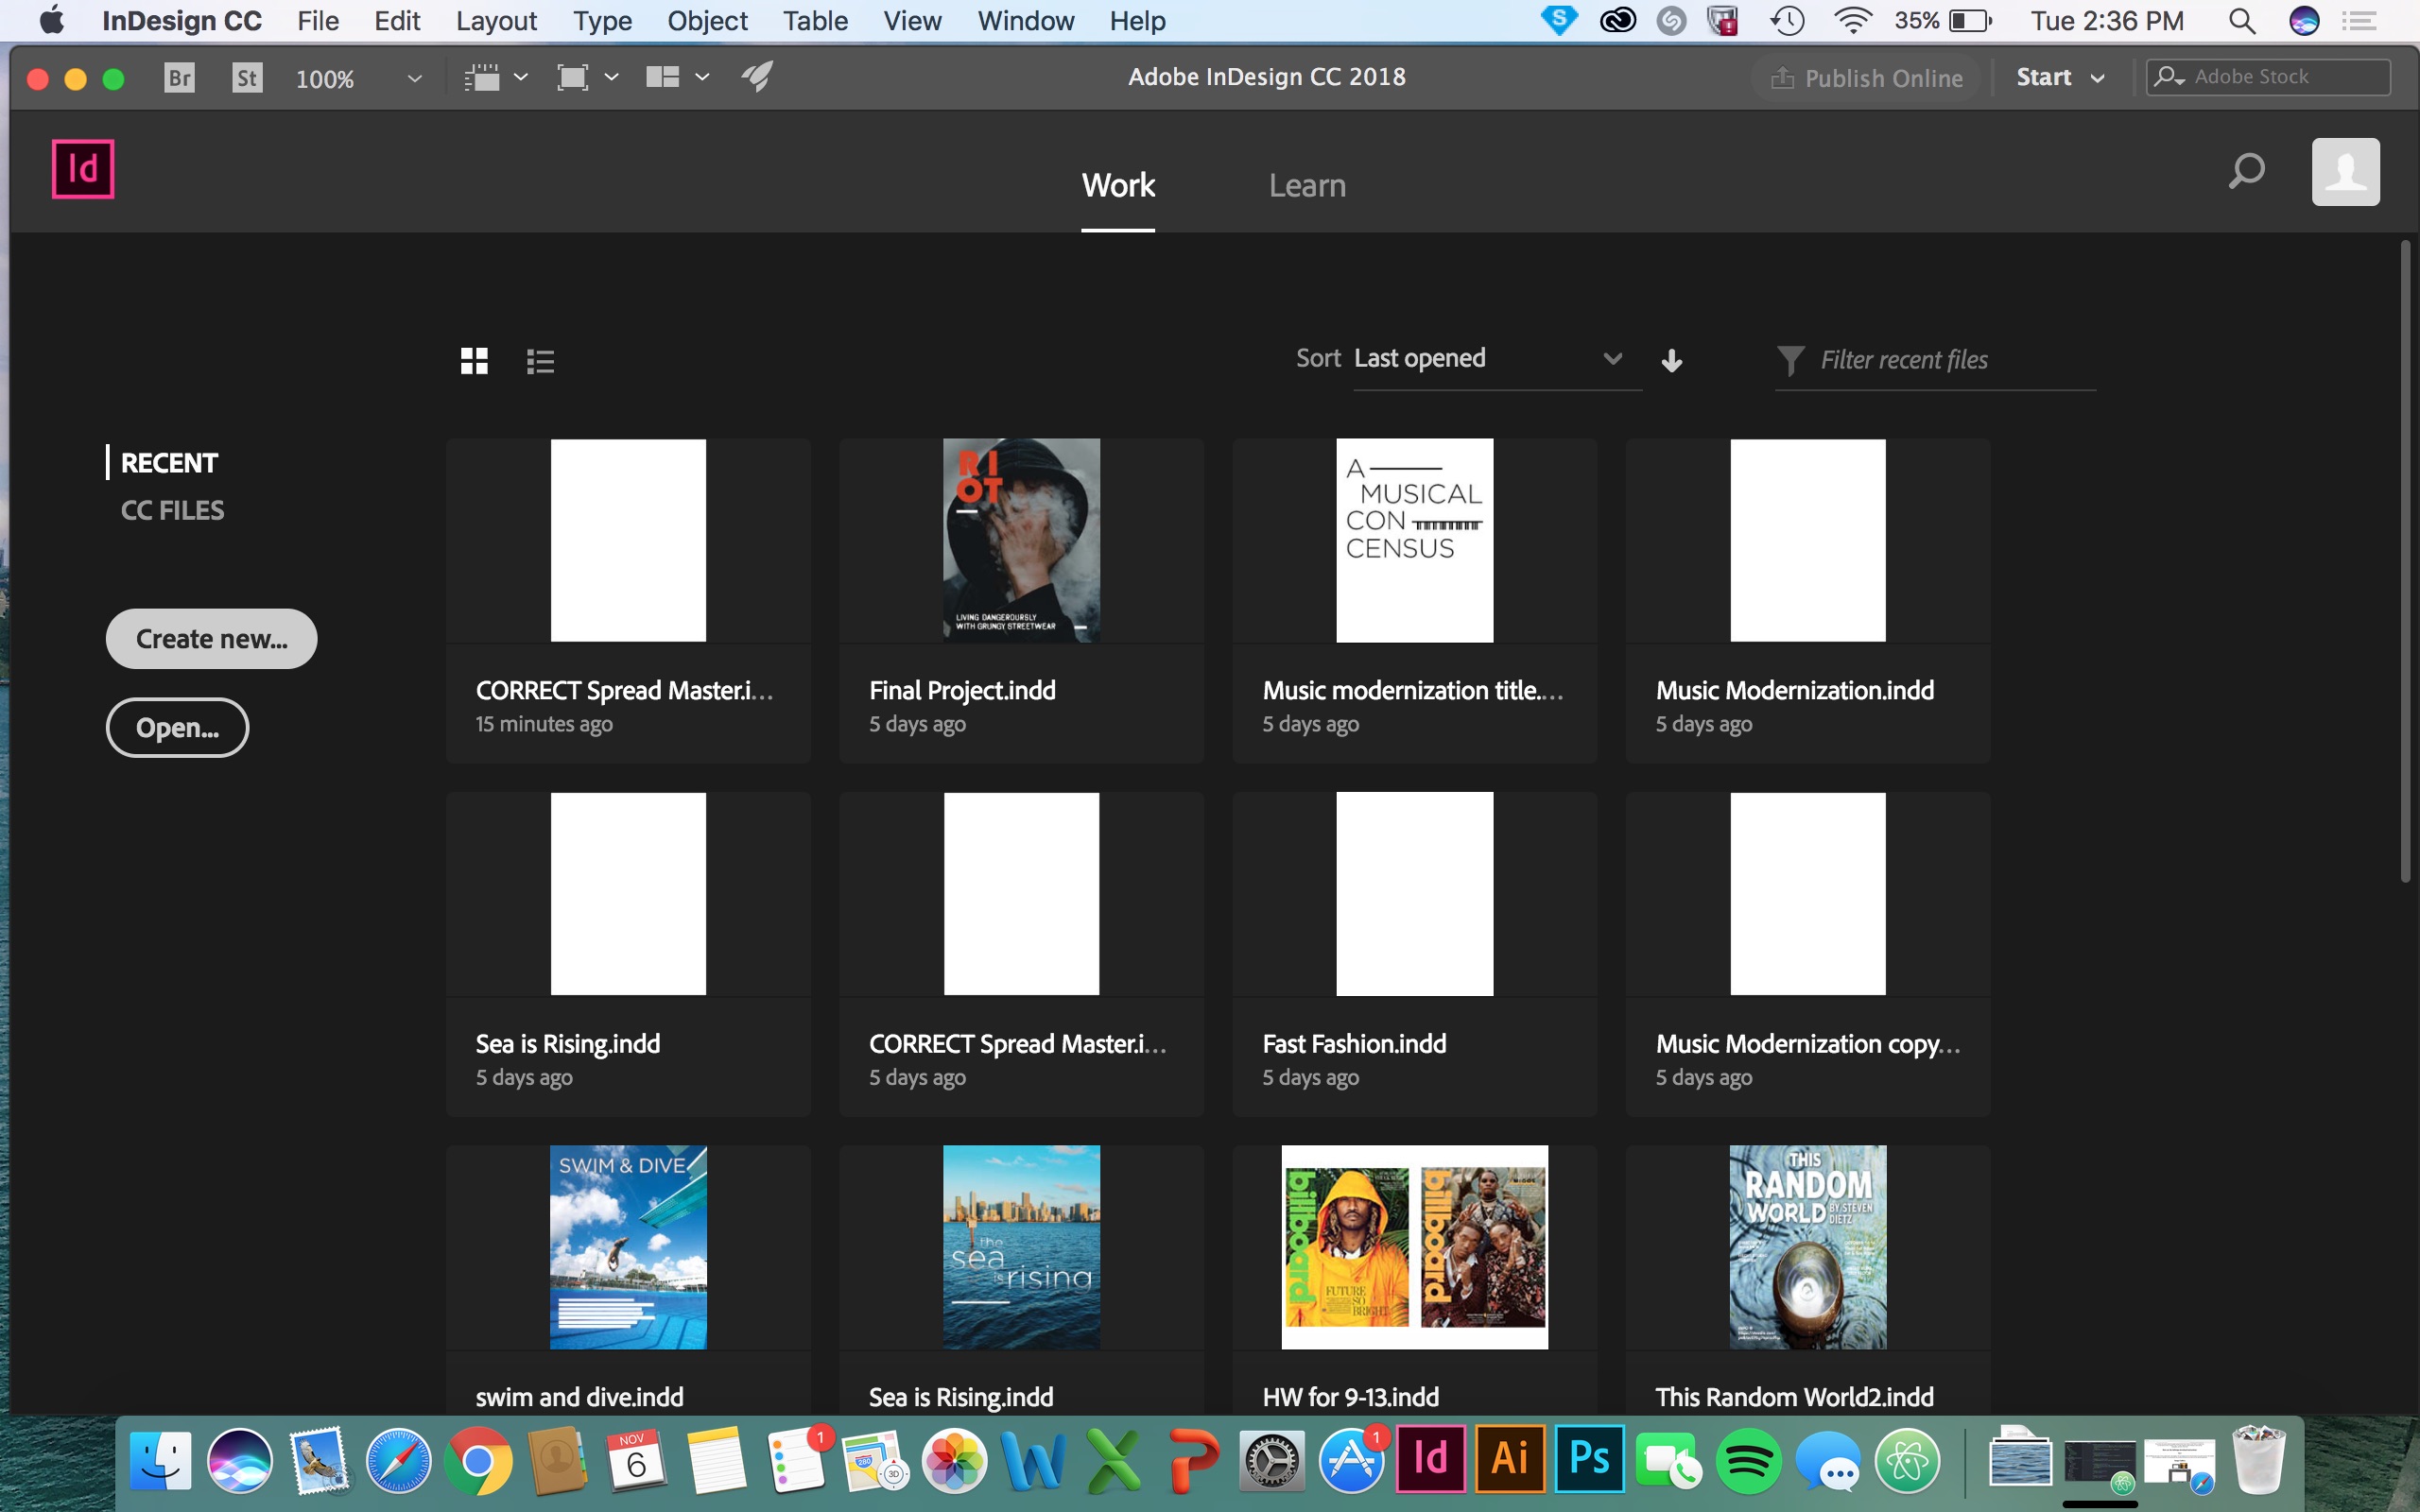 InDesign CC File Edit Layout Type Object Table View Window Help 35% Tue 2:36 PM
Br St 100% Adobe InDesign CC 2018 Publish Online Start Adobe Stock
Id Work Learn
Sort Last opened Filter recent files
RECENT
CC FILES
Create new...
Open...
RI
OT
LIVING DANGEROURSLY
WITH GRUNGY STREETWEAR
A
MUSICAL
CON
CENSUS
CORRECT Spread Master.i...
15 minutes ago
Final Project.indd
5 days ago
Music modernization title....
5 days ago
Music Modernization.indd
5 days ago
Sea is Rising.indd
5 days ago
CORRECT Spread Master.i...
5 days ago
Fast Fashion.indd
5 days ago
Music Modernization copy...
5 days ago
SWIM & DIVE
the
sea
is rising
billboard
FUTURE
SO
BRIGHT
billboard
MIGOS
THIS
RANDOM
WORLD BY STEVEN
DIETZ
swim and dive.indd
Sea is Rising.indd
HW for 9-13.indd
This Random World2.indd
NOV
6
1
280
3D
1
Id Ai Ps